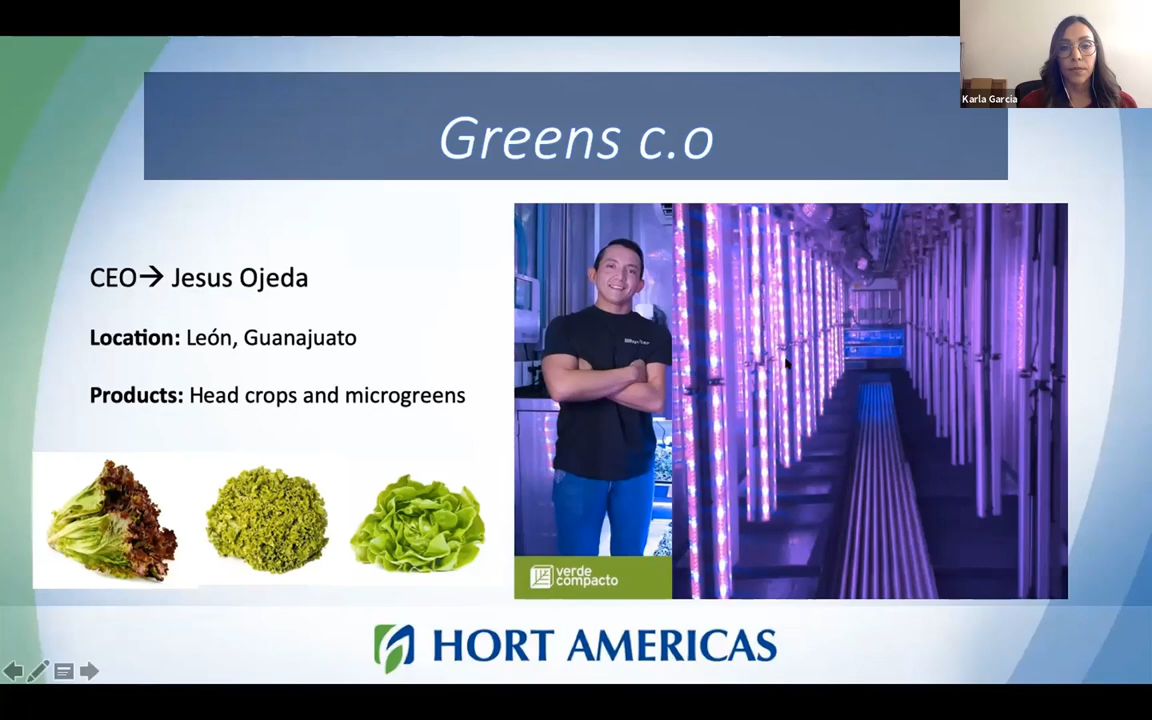 Karla Garcia
Greens c.o
CEO→ Jesus Ojeda
Location: León, Guanajuato
Products: Head crops and microgreens
verde
compacto
HORT AMERICAS